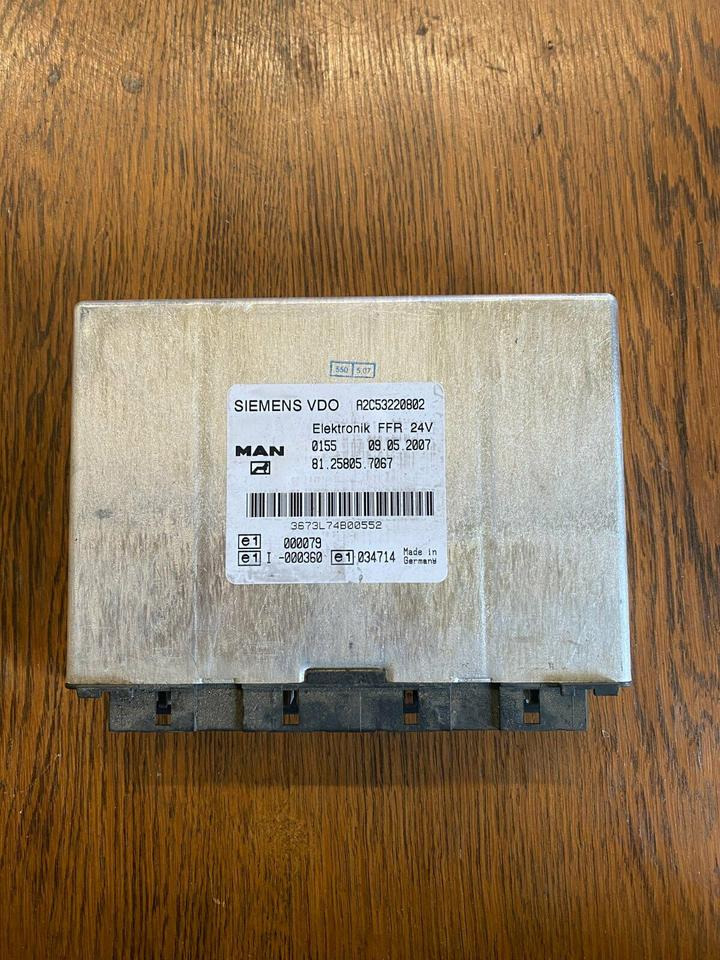 550 5.07
SIEMENS VDO A2C53220802
Elektronik FFR 24V
MAN 0155 09.05.2007
81.25805.7067
3673L74B00552
e1 000079
e1 I -000360 e1 034714 Made in
Germany